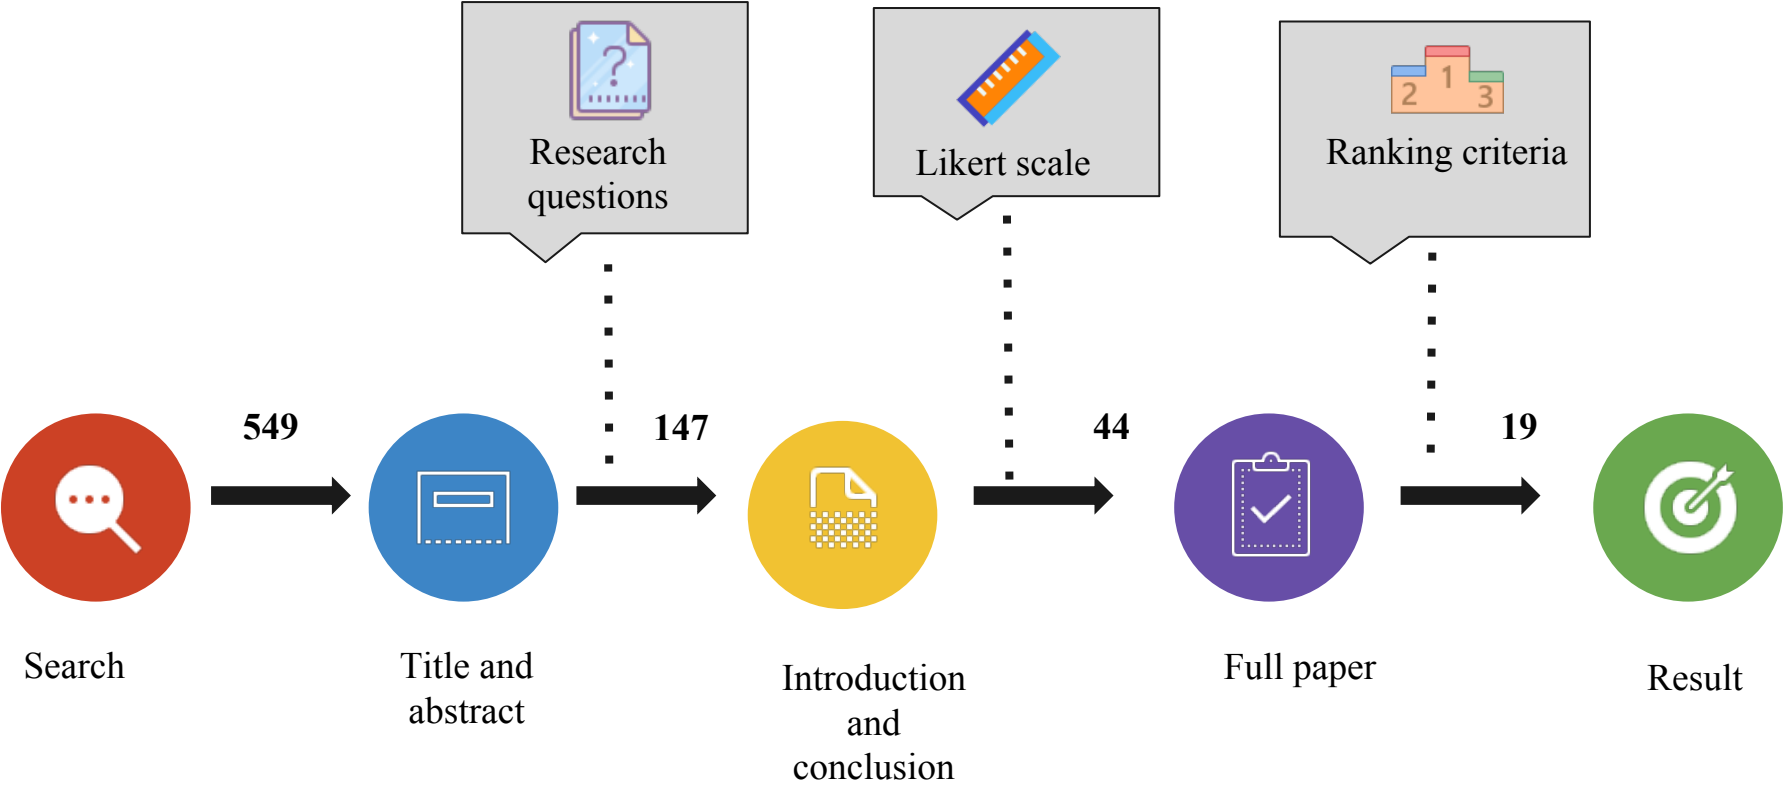 Research
questions
Likert scale
2 1 3
Ranking criteria
549
147
44
19
Search
Title and
abstract
Introduction
and
conclusion
Full paper
Result